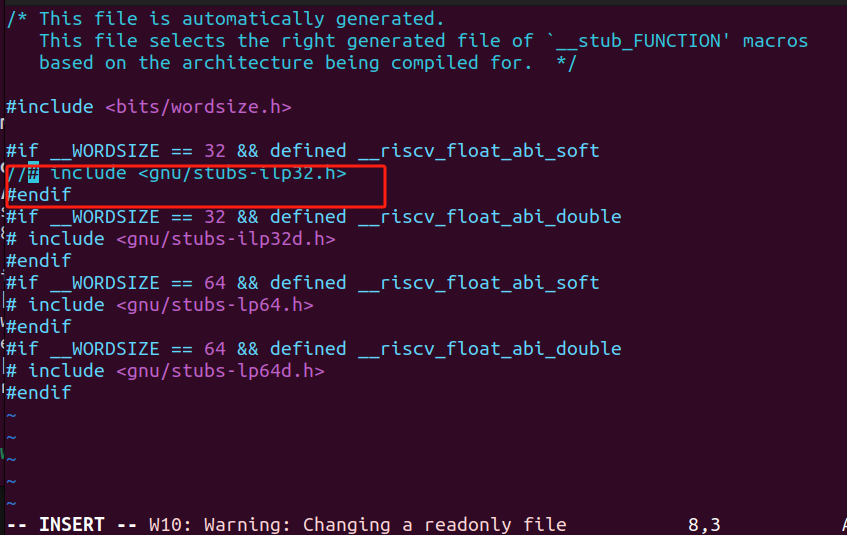 /* This file is automatically generated.
This file selects the right generated file of `__stub_FUNCTION' macros
based on the architecture being compiled for.  */
#include <bits/wordsize.h>
#if __WORDSIZE == 32 && defined __riscv_float_abi_soft
//# include <gnu/stubs-ilp32.h>
#endif
#if __WORDSIZE == 32 && defined __riscv_float_abi_double
# include <gnu/stubs-ilp32d.h>
#endif
#if __WORDSIZE == 64 && defined __riscv_float_abi_soft
# include <gnu/stubs-lp64.h>
#endif
#if __WORDSIZE == 64 && defined __riscv_float_abi_double
# include <gnu/stubs-lp64d.h>
#endif
~
~
~
~
~
-- INSERT -- W10: Warning: Changing a readonly file 8,3